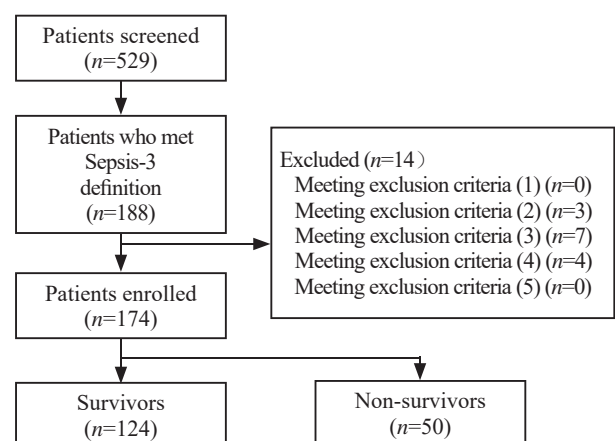 Patients screened
(n=529)
Patients who met
Sepsis-3
definition
(n=188)
Excluded (n=14）
Meeting exclusion criteria (1) (n=0)
Meeting exclusion criteria (2) (n=3)
Meeting exclusion criteria (3) (n=7)
Meeting exclusion criteria (4) (n=4)
Meeting exclusion criteria (5) (n=0)
Patients enrolled
(n=174)
Survivors
(n=124)
Non-survivors
(n=50)